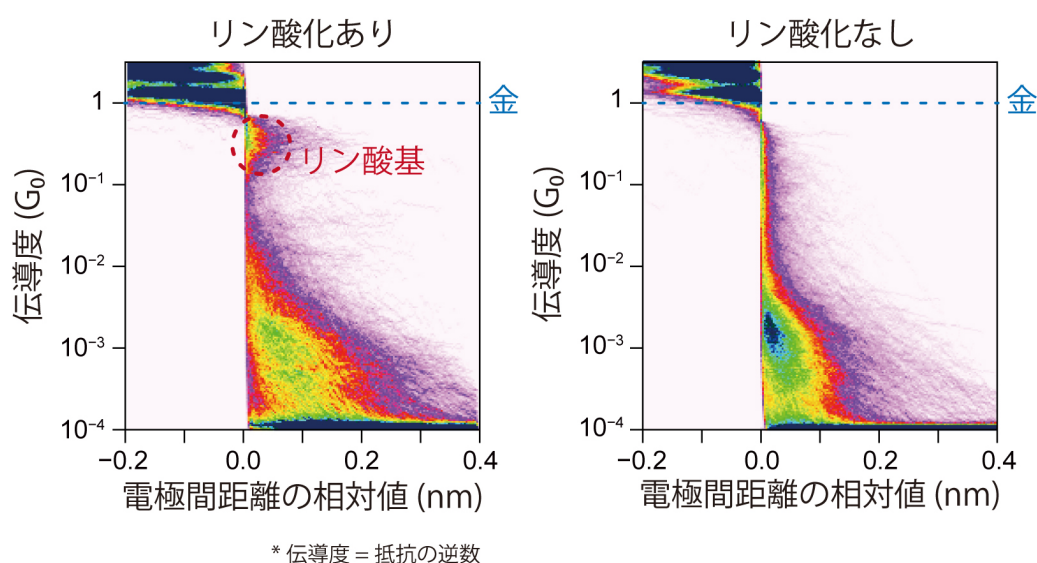 リン酸化あり
1
10⁻¹
10⁻²
10⁻³
10⁻⁴
伝導度 (G₀)
金
リン酸基
−0.2
0.0
0.2
0.4
電極間距離の相対値 (nm)
リン酸化なし
1
10⁻¹
10⁻²
10⁻³
10⁻⁴
伝導度 (G₀)
金
−0.2
0.0
0.2
0.4
電極間距離の相対値 (nm)
* 伝導度 = 抵抗の逆数